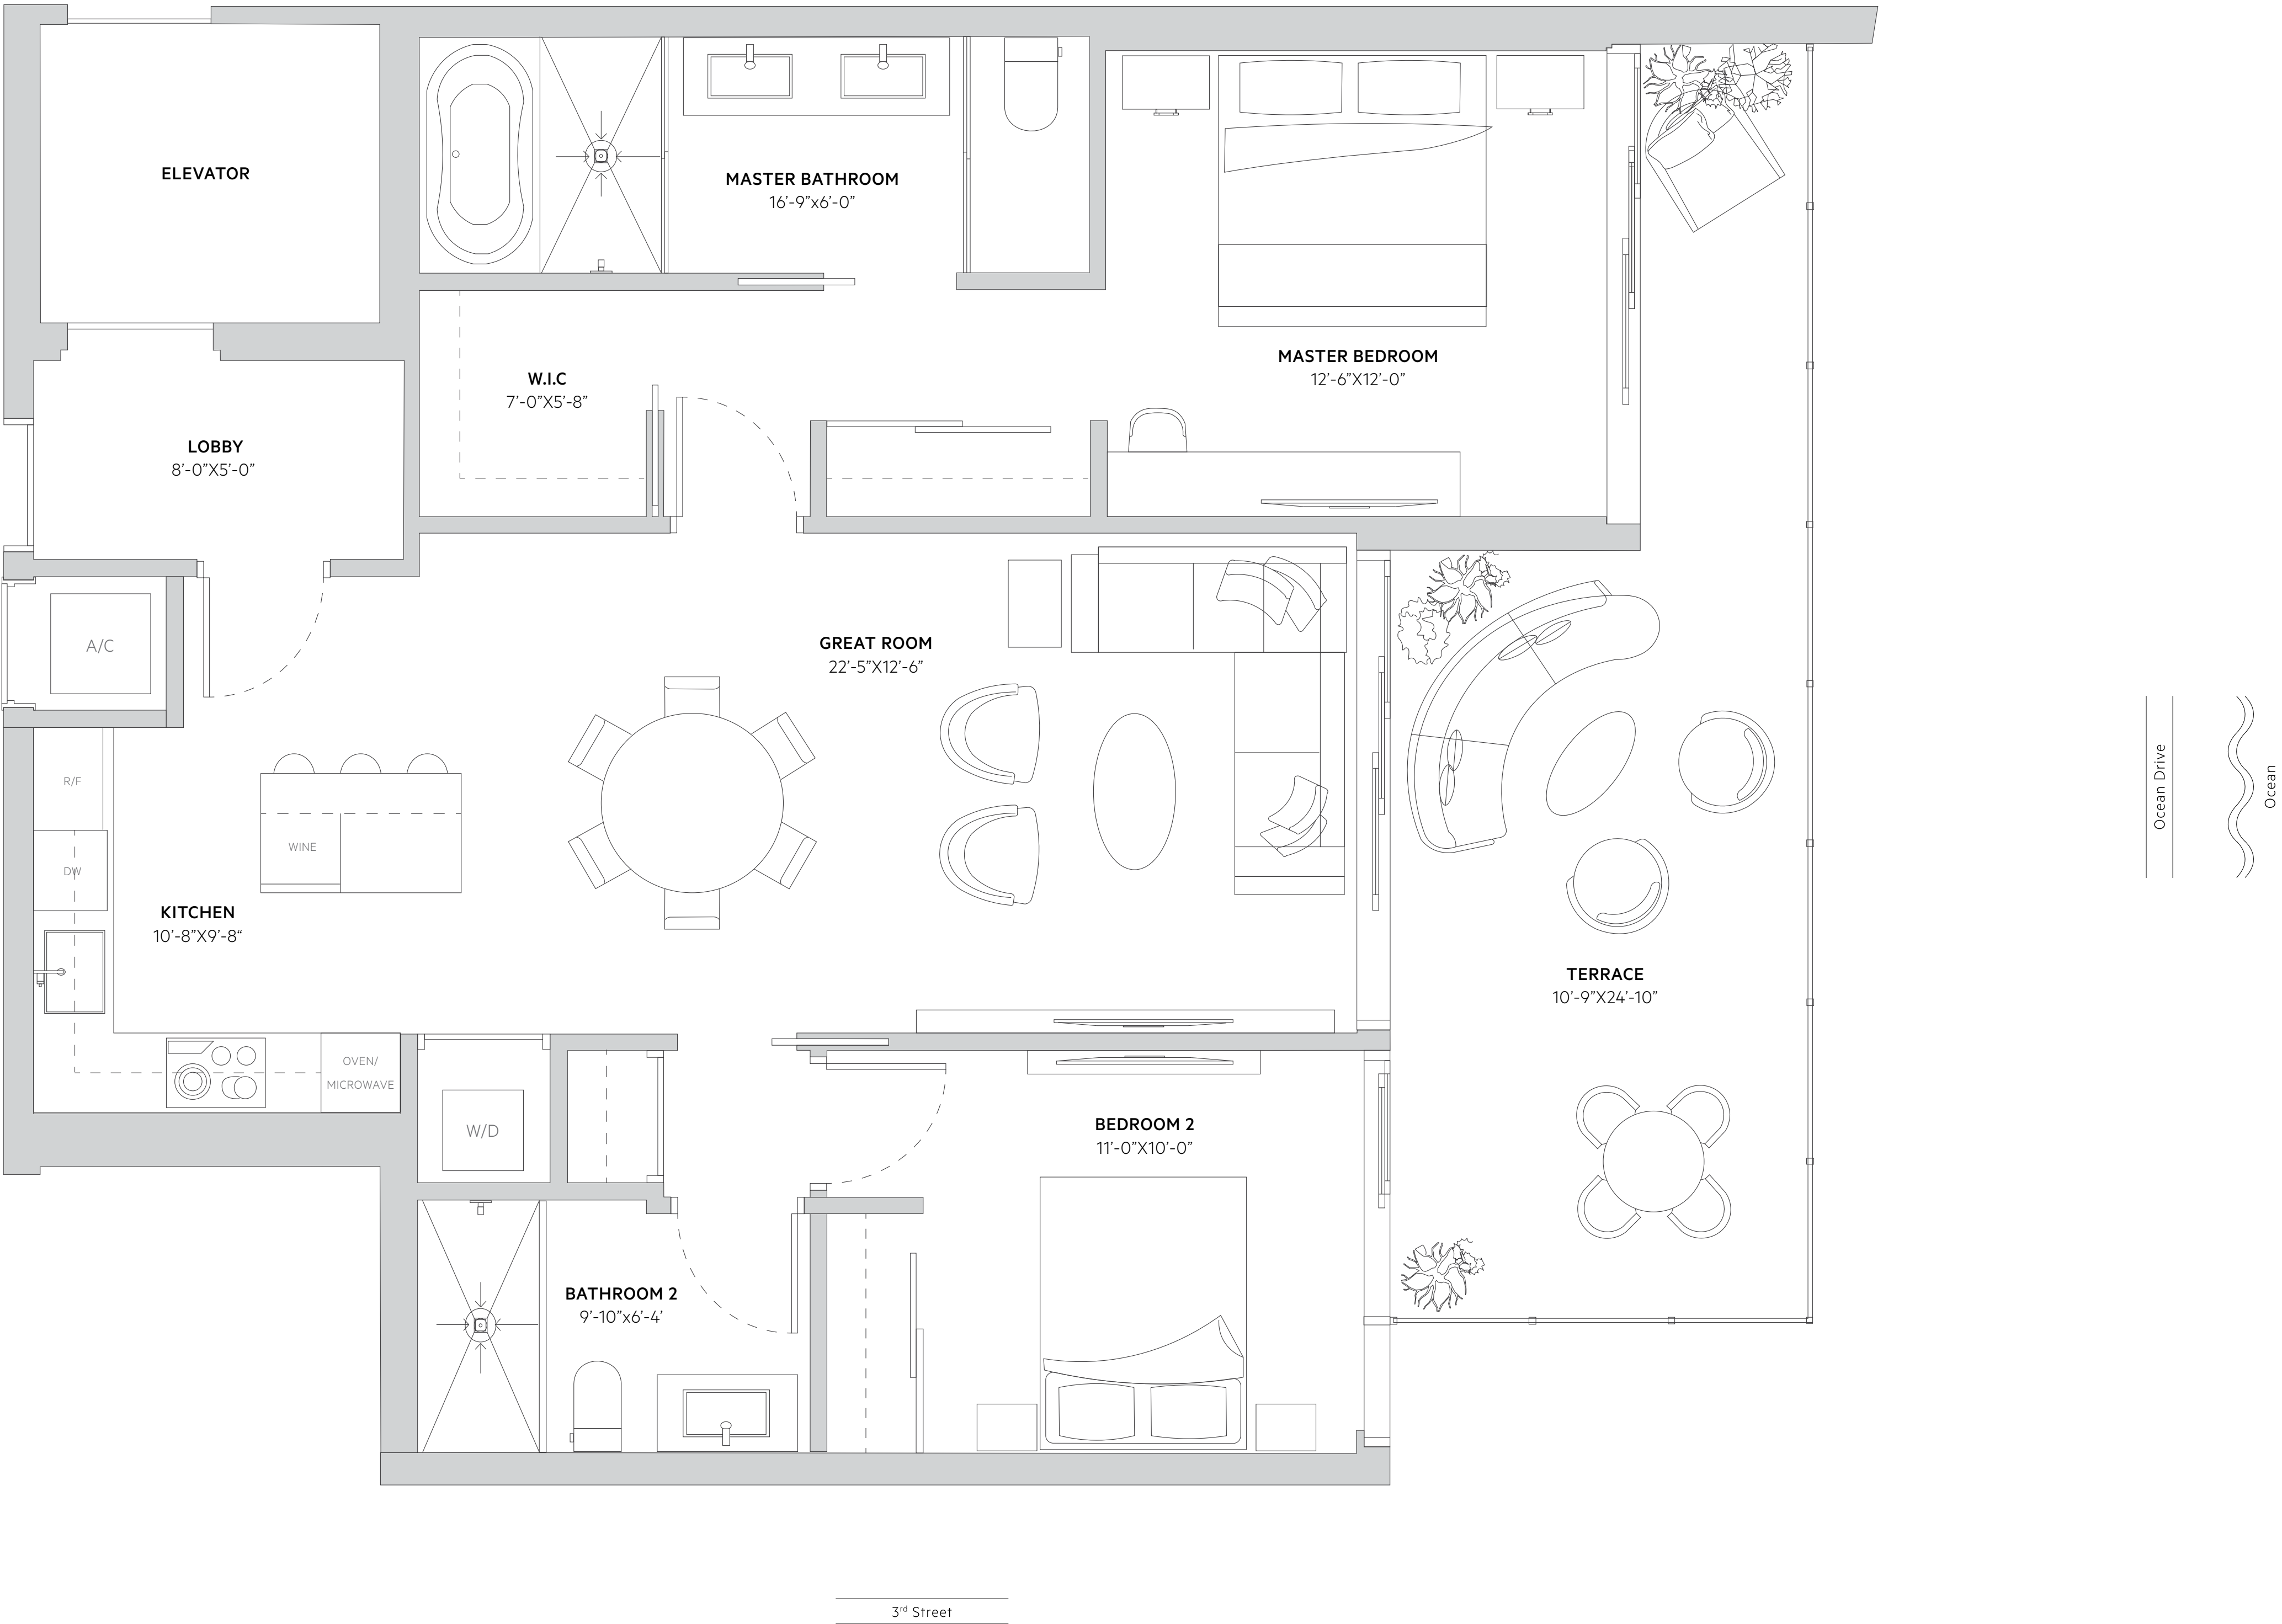 ELEVATOR
MASTER BATHROOM
16’-9”x6’-0”
MASTER BEDROOM
12’-6”X12’-0”
W.I.C
7’-0”X5’-8”
LOBBY
8’-0”X5’-0”
A/C
GREAT ROOM
22’-5”X12’-6”
R/F
WINE
DW
KITCHEN
10’-8”X9’-8“
OVEN/
MICROWAVE
W/D
TERRACE
10’-9”X24’-10”
BEDROOM 2
11’-0”X10’-0”
BATHROOM 2
9’-10”x6’-4’
Ocean Drive
Ocean
3rd Street